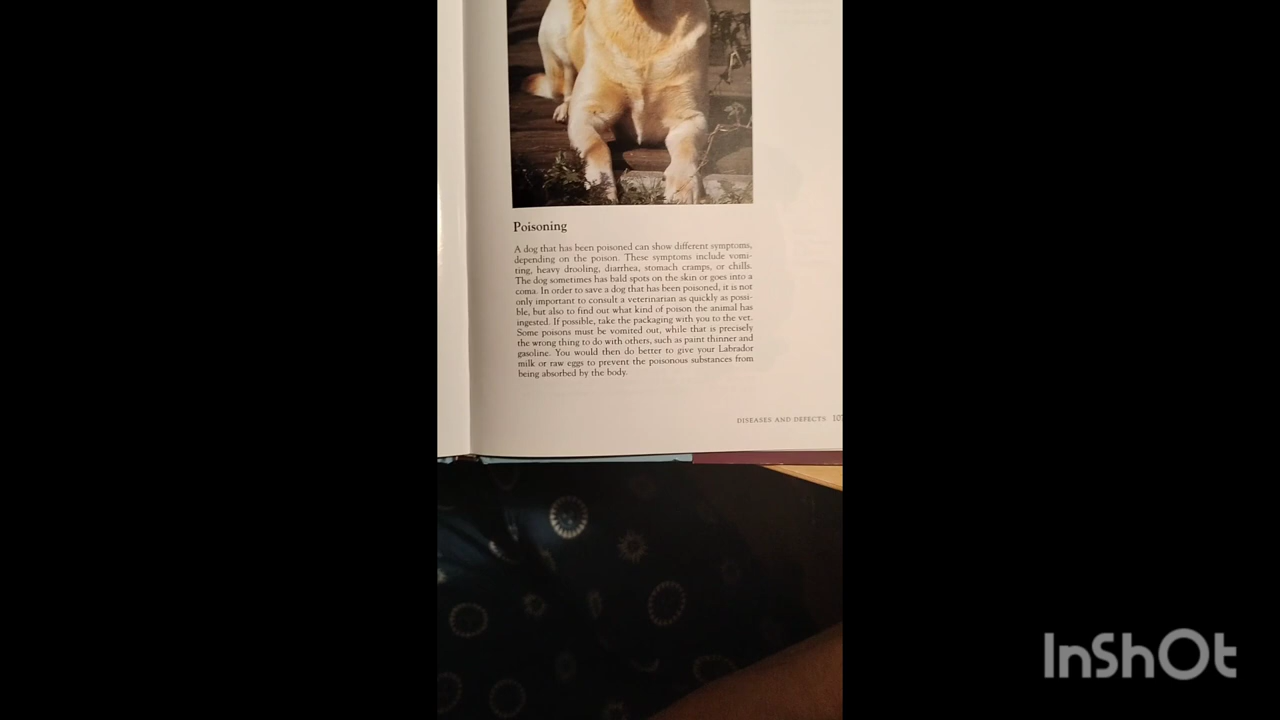 Poisoning
A dog that has been poisoned can show different symptoms,
depending on the poison. These symptoms include vomi-
ting, heavy drooling, diarrhea, stomach cramps, or chills.
The dog sometimes has bald spots on the skin or goes into a
coma. In order to save a dog that has been poisoned, it is not
only important to consult a veterinarian as quickly as possi-
ble, but also to find out what kind of poison the animal has
ingested. If possible, take the packaging with you to the vet.
Some poisons must be vomited out, while that is precisely
the wrong thing to do with others, such as paint thinner and
gasoline. You would then do better to give your Labrador
milk or raw eggs to prevent the poisonous substances from
being absorbed by the body.
DISEASES AND DEFECTS
InShOt